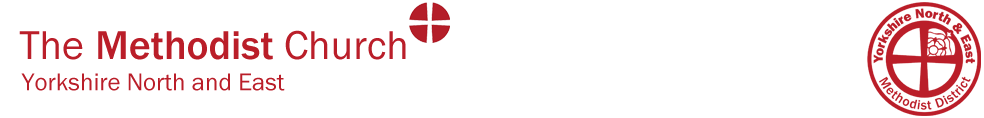 The Methodist Church
Yorkshire North and East
Yorkshire North & East
Methodist District